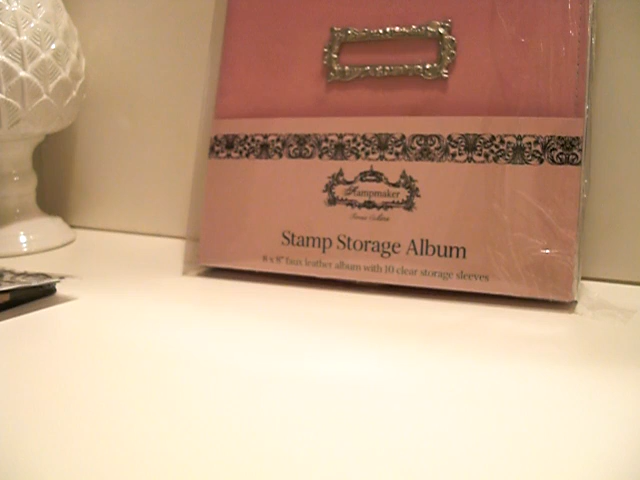 Stampmaker
Stamp Storage Album
8 x 8" faux leather album with 10 clear storage sleeves